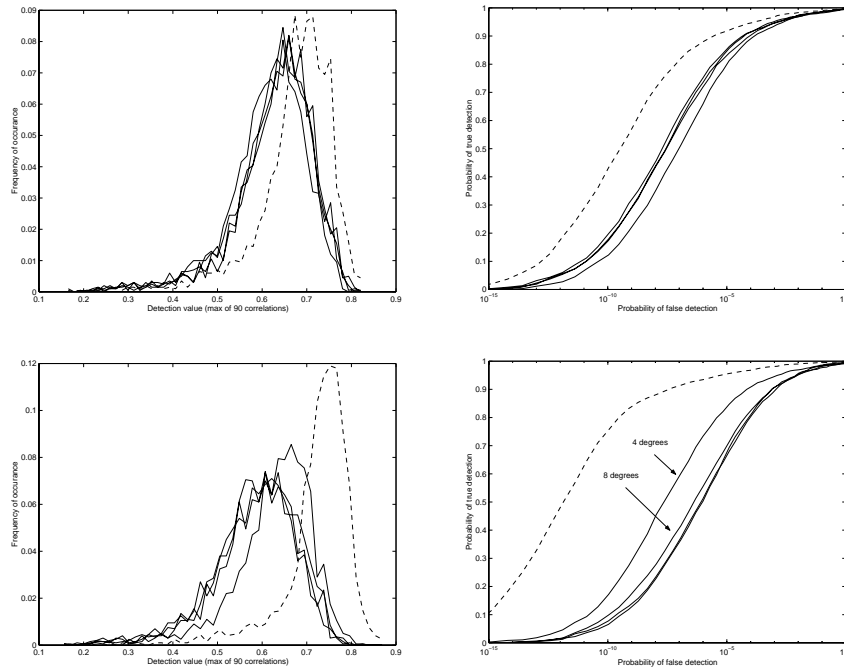 0.09
0.08
0.07
0.06
0.05
0.04
0.03
0.02
0.01
0
Frequency of occurance
0.1 0.2 0.3 0.4 0.5 0.6 0.7 0.8 0.9
Detection value (max of 90 correlations)
1
0.9
0.8
0.7
0.6
0.5
0.4
0.3
0.2
0.1
0
Probability of true detection
10⁻¹⁵ 10⁻¹⁰ 10⁻⁵ 1
Probability of false detection
0.12
0.1
0.08
0.06
0.04
0.02
0
Frequency of occurance
0.1 0.2 0.3 0.4 0.5 0.6 0.7 0.8 0.9
Detection value (max of 90 correlations)
1
0.9
0.8
0.7
0.6
0.5
0.4
0.3
0.2
0.1
0
Probability of true detection
4 degrees
8 degrees
10⁻¹⁵ 10⁻¹⁰ 10⁻⁵ 1
Probability of false detection